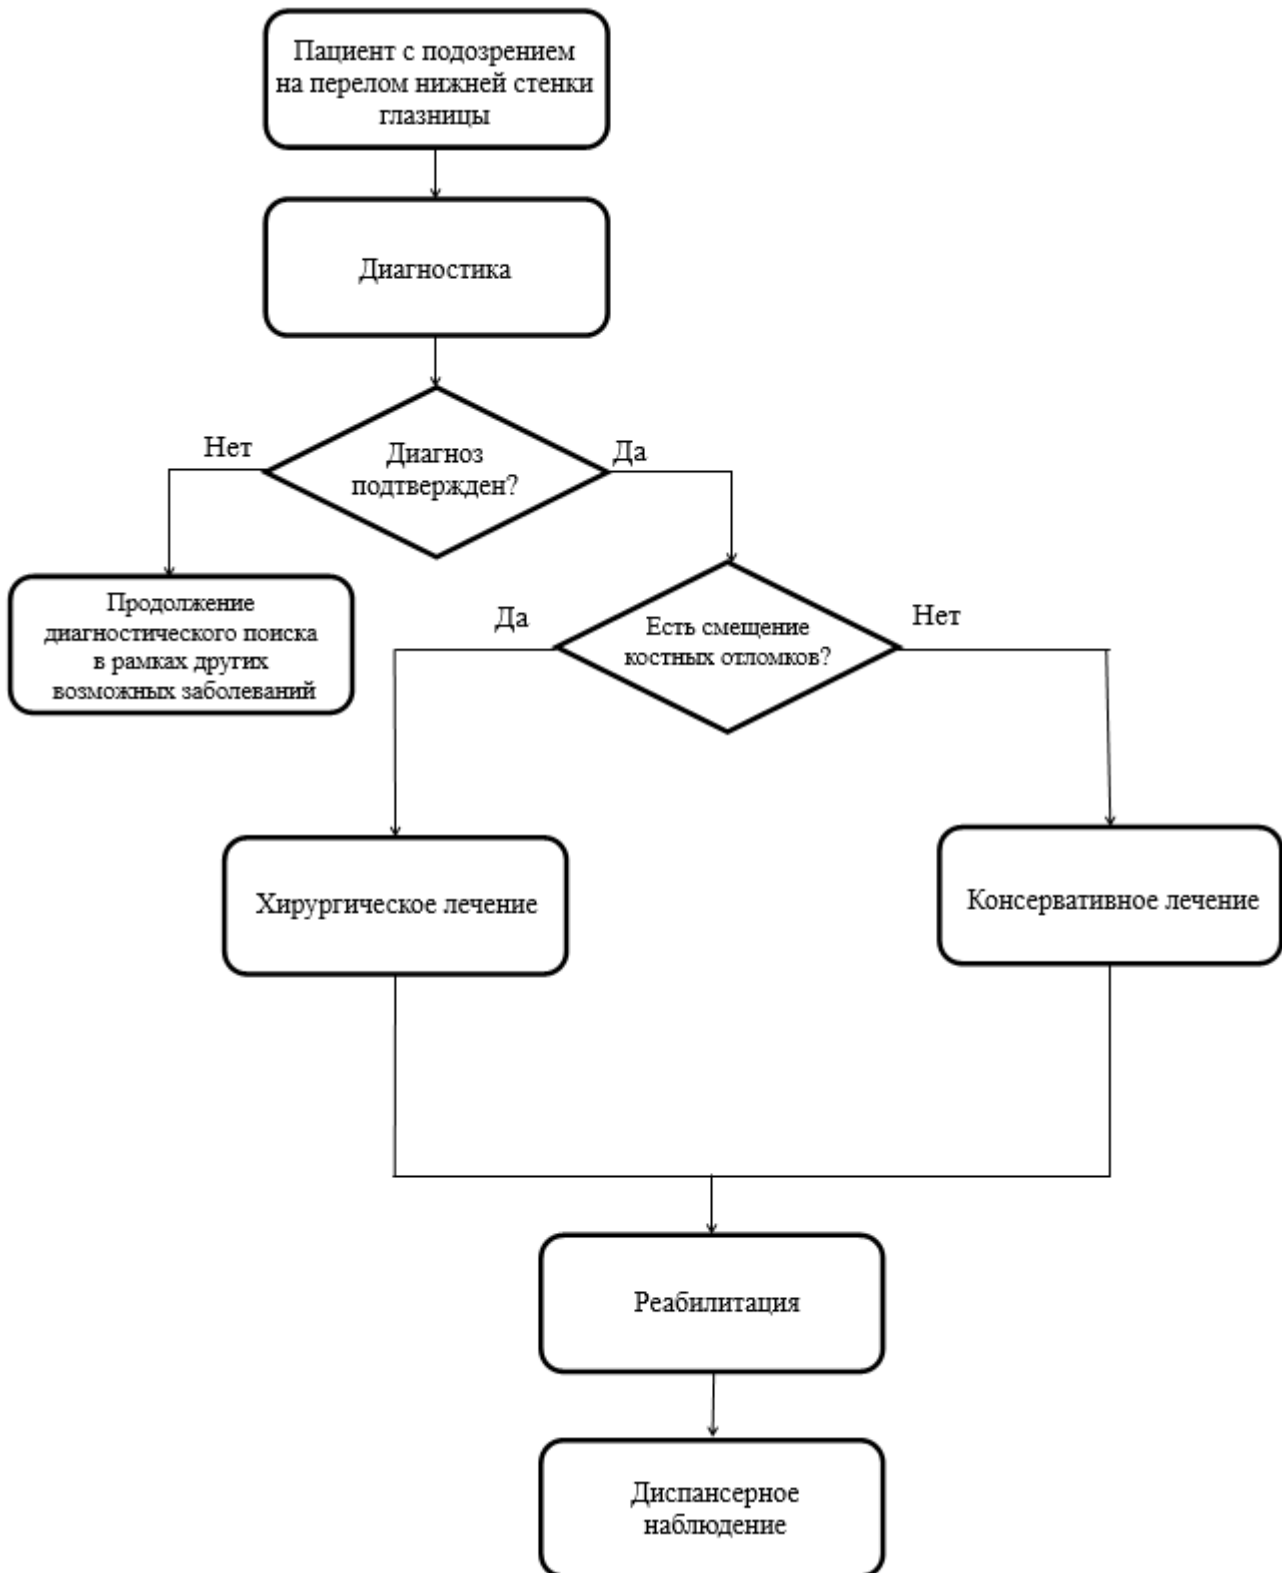 Пациент с подозрением
на перелом нижней стенки
глазницы
Диагностика
Нет
Диагноз
подтвержден?
Да
Продолжение
диагностического поиска
в рамках других
возможных заболеваний
Да
Есть смещение
костных отломков?
Нет
Хирургическое лечение
Консервативное лечение
Реабилитация
Диспансерное
наблюдение